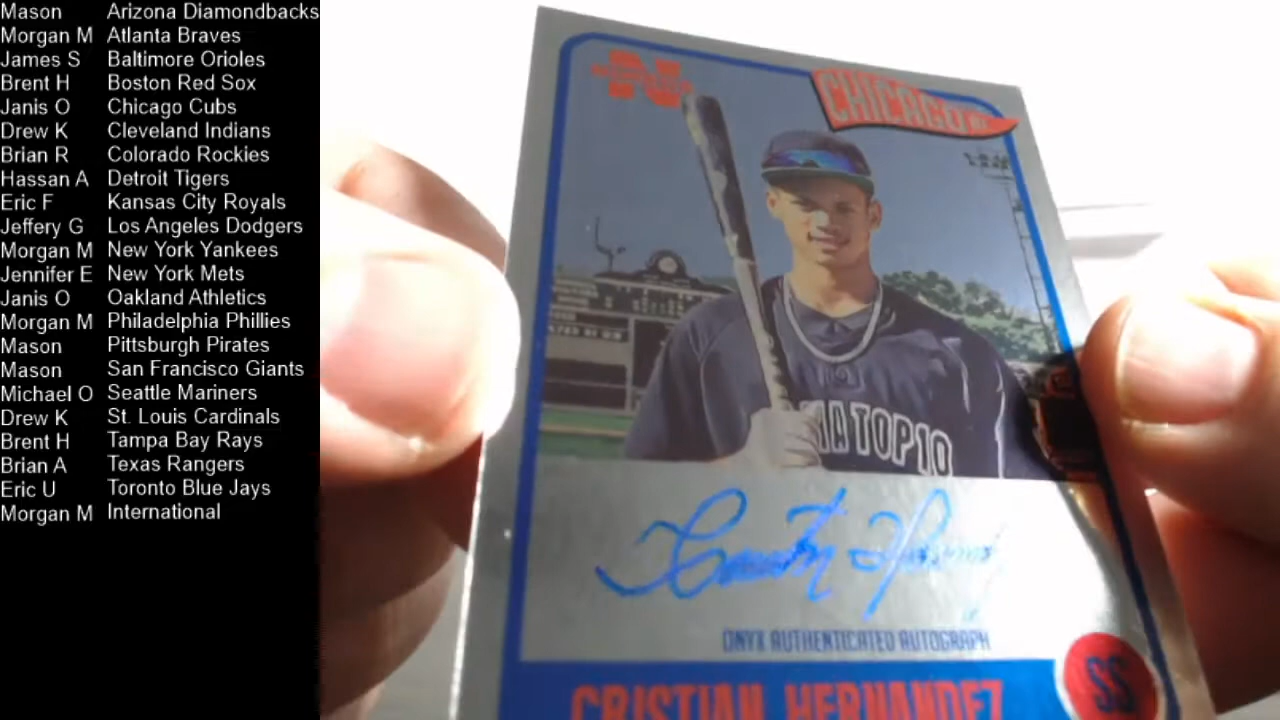 Mason Arizona Diamondbacks
Morgan M Atlanta Braves
James S Baltimore Orioles
Brent H Boston Red Sox
Janis O Chicago Cubs
Drew K Cleveland Indians
Brian R Colorado Rockies
Hassan A Detroit Tigers
Eric F Kansas City Royals
Jeffery G Los Angeles Dodgers
Morgan M New York Yankees
Jennifer E New York Mets
Janis O Oakland Athletics
Morgan M Philadelphia Phillies
Mason Pittsburgh Pirates
Mason San Francisco Giants
Michael O Seattle Mariners
Drew K St. Louis Cardinals
Brent H Tampa Bay Rays
Brian A Texas Rangers
Eric U Toronto Blue Jays
Morgan M International
N
CHICAGO
MATOP10
ONYX AUTHENTICATED AUTOGRAPH
SS
CRISTIAN HERNANDEZ